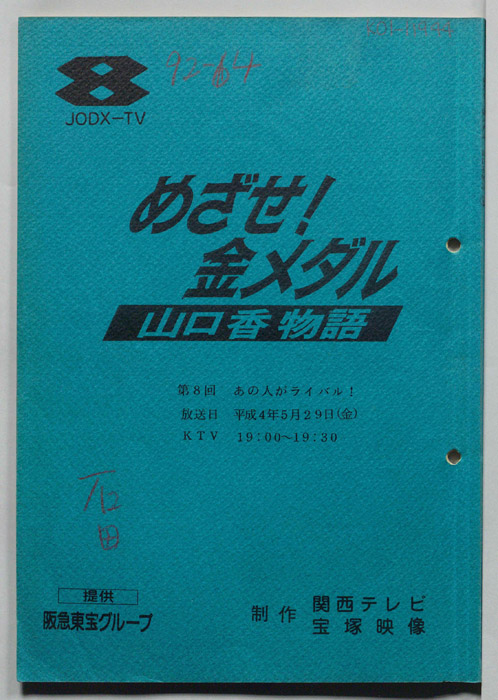 92-64
JODX-TV
めざせ!
金メダル
山口香物語
第8回 あの人がライバル!
放送日 平成4年5月29日(金)
KTV 19:00〜19:30
提供
阪急東宝グループ
制作 関西テレビ
宝塚映像